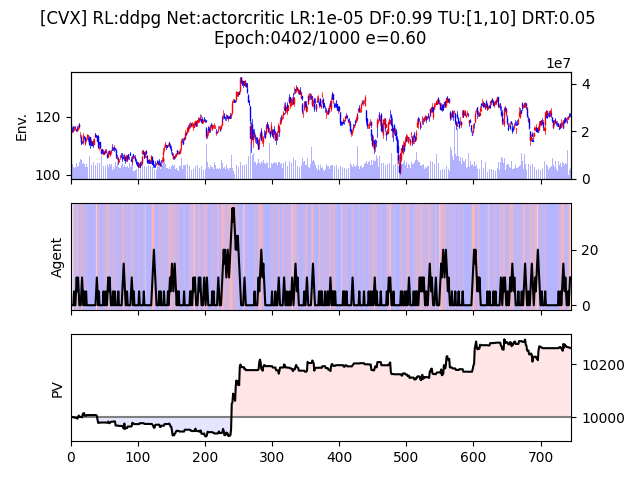 [CVX] RL:ddpg Net:actorcritic LR:1e-05 DF:0.99 TU:[1,10] DRT:0.05
Epoch:0402/1000 e=0.60
1e7
Env.
120
100
4
2
0
Agent
20
0
PV
10200
10000
0 100 200 300 400 500 600 700